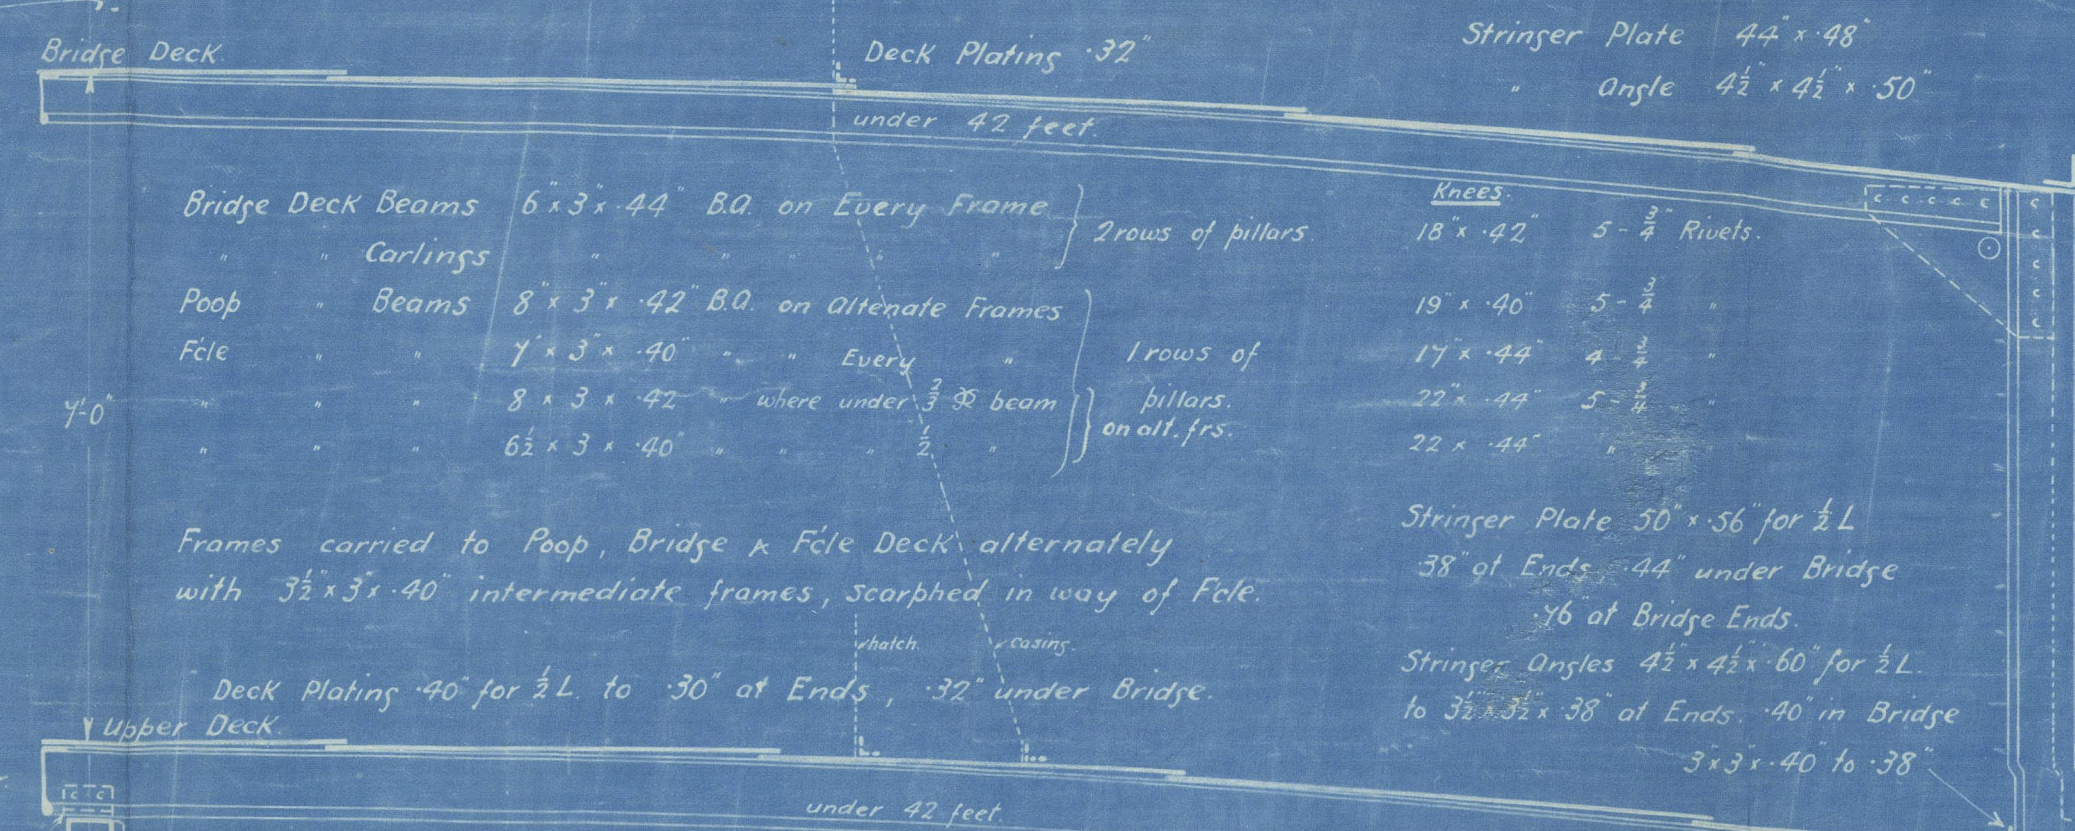 Bridge Deck.
Deck Plating ·32"
Stringer Plate 44" x ·48"
" Angle 4½" x 4½" x ·50"
under 42 feet.
Knees.
Bridge Deck Beams 6" x 3" x ·44" B.A. on Every Frame
2 rows of pillars.
18" x ·42" 5 - ¾" Rivets.
" " Carlings " " " " "
Poop " Beams 8" x 3" x ·42" B.A. on Altenate Frames
19" x ·40" 5 - ¾ "
Fcle " " 7" x 3" x ·40" " " Every "
1 rows of
17" x ·44" 4 - ¾ "
" " " 8 x 3 x ·42 " where under ⅔ beam
pillars.
22" x ·44" 5 - ¾ "
on alt. frs.
" " " 6½ x 3 x ·40" " " " ½ "
22 x ·44" " "
7'-0"
Stringer Plate 50" x ·56" for ½ L
38" at Ends. ·44" under Bridge
·76" at Bridge Ends.
Stringer Angles 4½" x 4½" x ·60" for ½ L.
to 3½" x 3½" x ·38" at Ends. ·40" in Bridge
3" x 3" x ·40 to ·38"
Frames carried to Poop, Bridge & Fcle Deck alternately
with 3½" x 3" x ·40" intermediate frames, scarphed in way of Fcle.
hatch.
casing.
Deck Plating ·40" for ½ L. to ·30" at Ends, ·32" under Bridge.
Upper Deck.
under 42 feet.